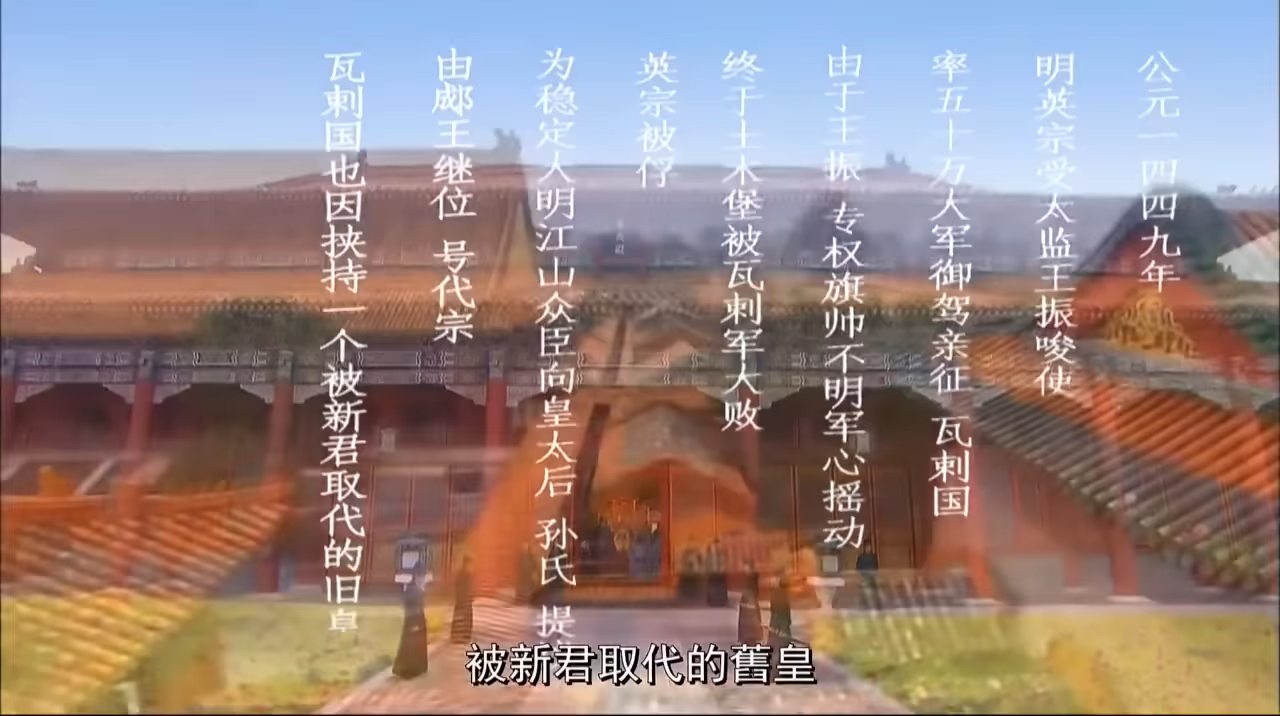 公元一四四九年
明英宗受太监王振唆使
率五十万大军御驾亲征 瓦剌国
由于王振 专权旗帅不明军心摇动
终于土木堡被瓦剌军大败
英宗被俘
为稳定大明江山众臣向皇太后 孙氏 提
由郕王继位 号代宗
瓦剌国也因挟持一个被新君取代的旧皇
被新君取代的舊皇